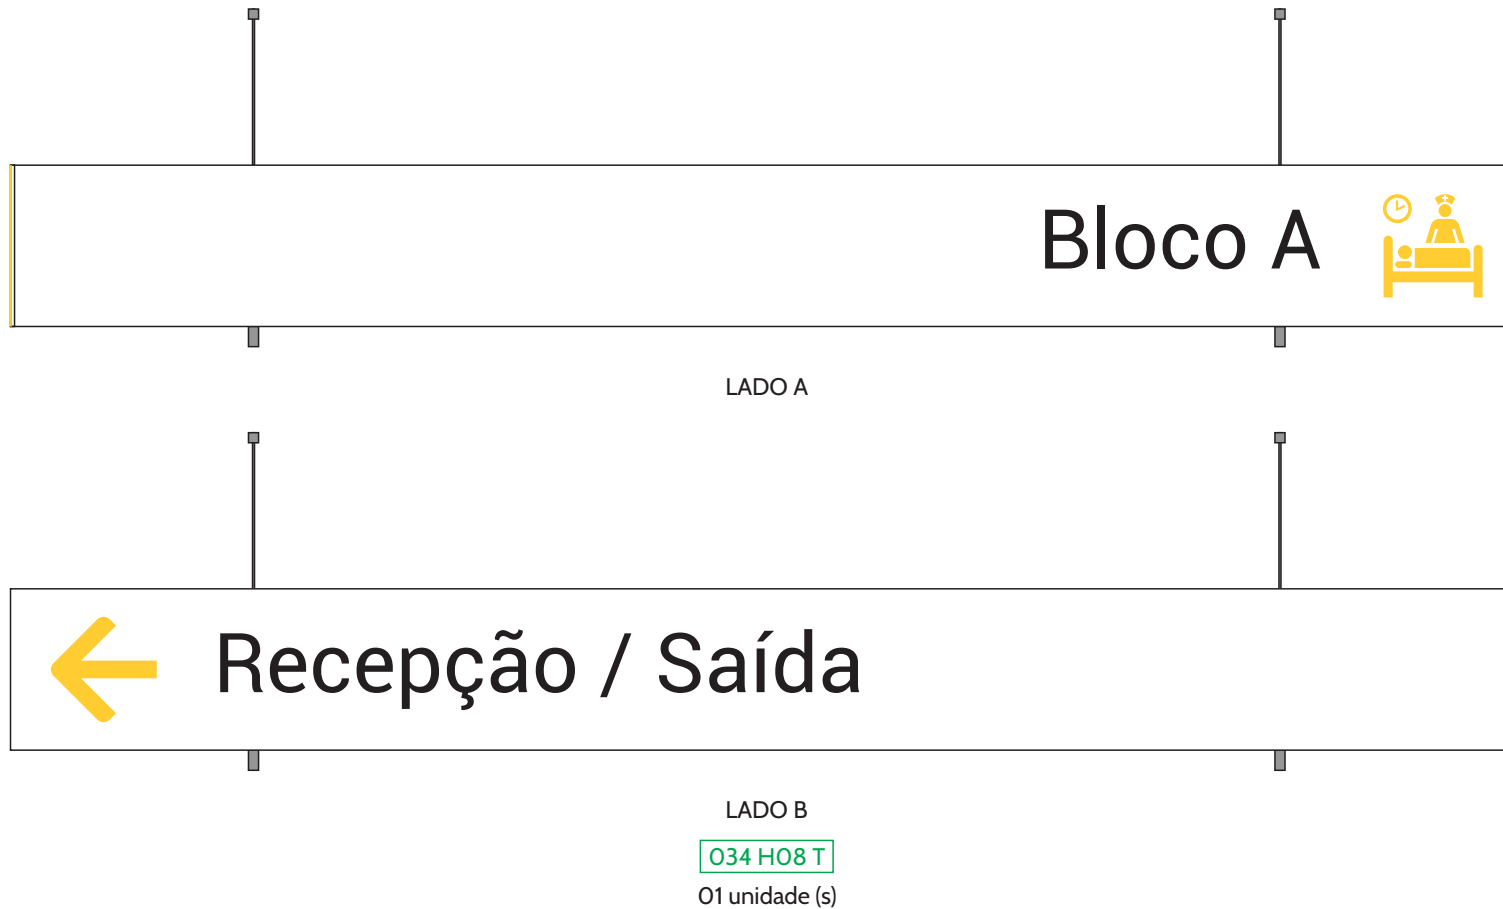 Bloco A
LADO A
Recepção / Saída
LADO B
034 H08 T
01 unidade (s)